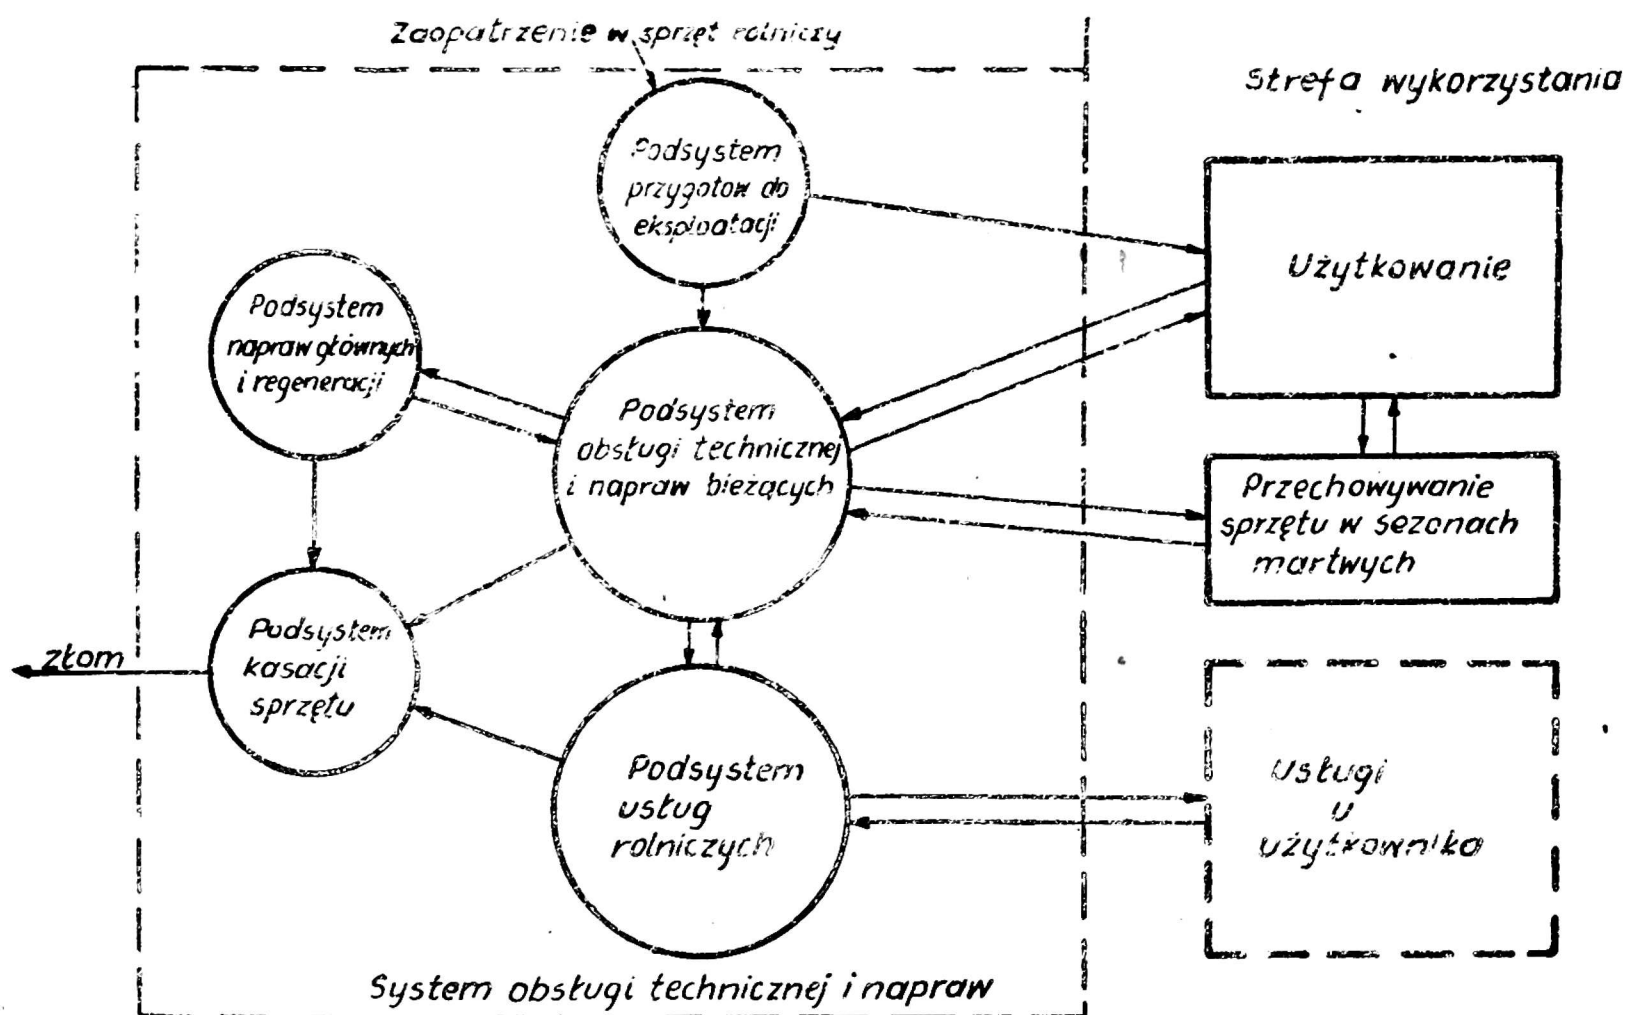 Zaopatrzenie w sprzęt rolniczy
Strefa wykorzystania
Podsystem
przygotow do
eksploatacji
Użytkowanie
Podsystem
napraw głównych
i regeneracji
Podsystem
obsługi technicznej
i napraw bieżących
Przechowywanie
sprzętu w sezonach
martwych
Podsystem
kasacji
sprzętu
złom
Podsystem
usług
rolniczych
Usługi
u
użytkownika
System obsługi technicznej i napraw